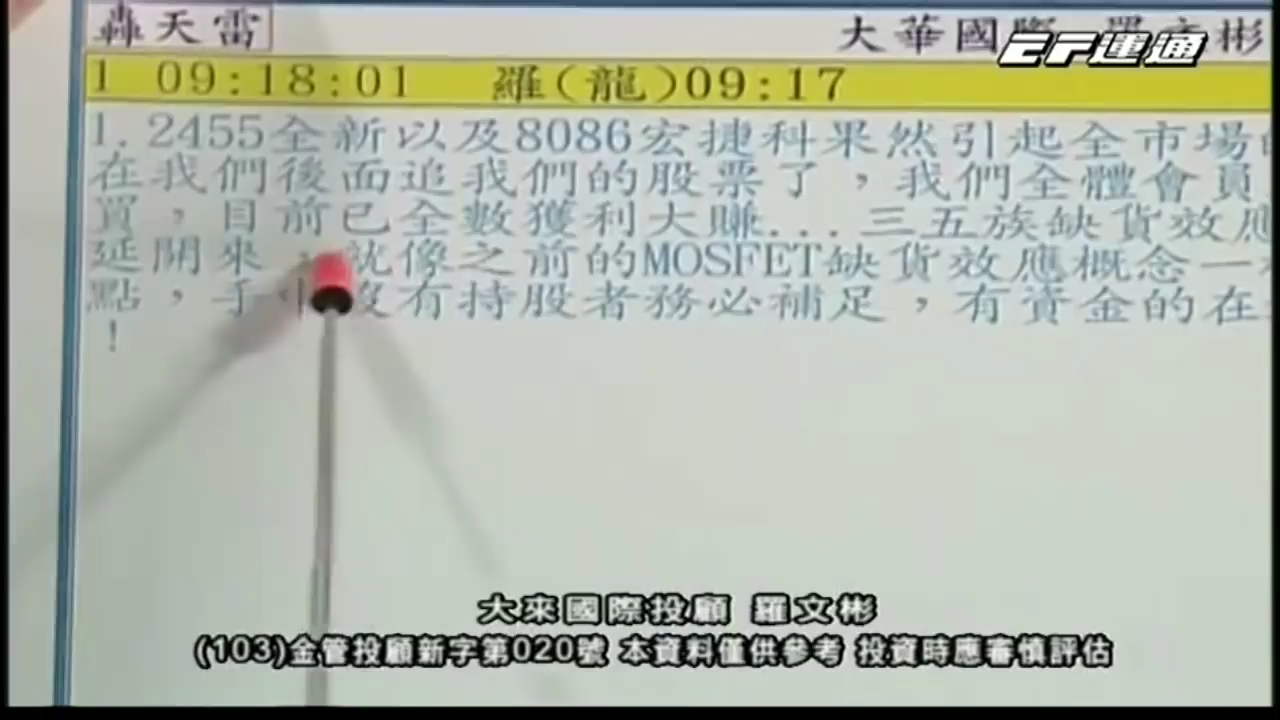 轟天雷
大華國際 羅文彬
EF運通
1 09:18:01 羅(龍)09:17
1.2455全新以及8086宏捷科果然引起全市場
在我們後面追我們的股票了，我們全體會員
買，目前已全數獲利大賺...三五族缺貨效應
延開來，就像之前的MOSFET缺貨效應概念一
點，手中沒有持股者務必補足，有資金的在
！
大來國際投顧 羅文彬
(103)金管投顧新字第020號 本資料僅供參考 投資時應審慎評估